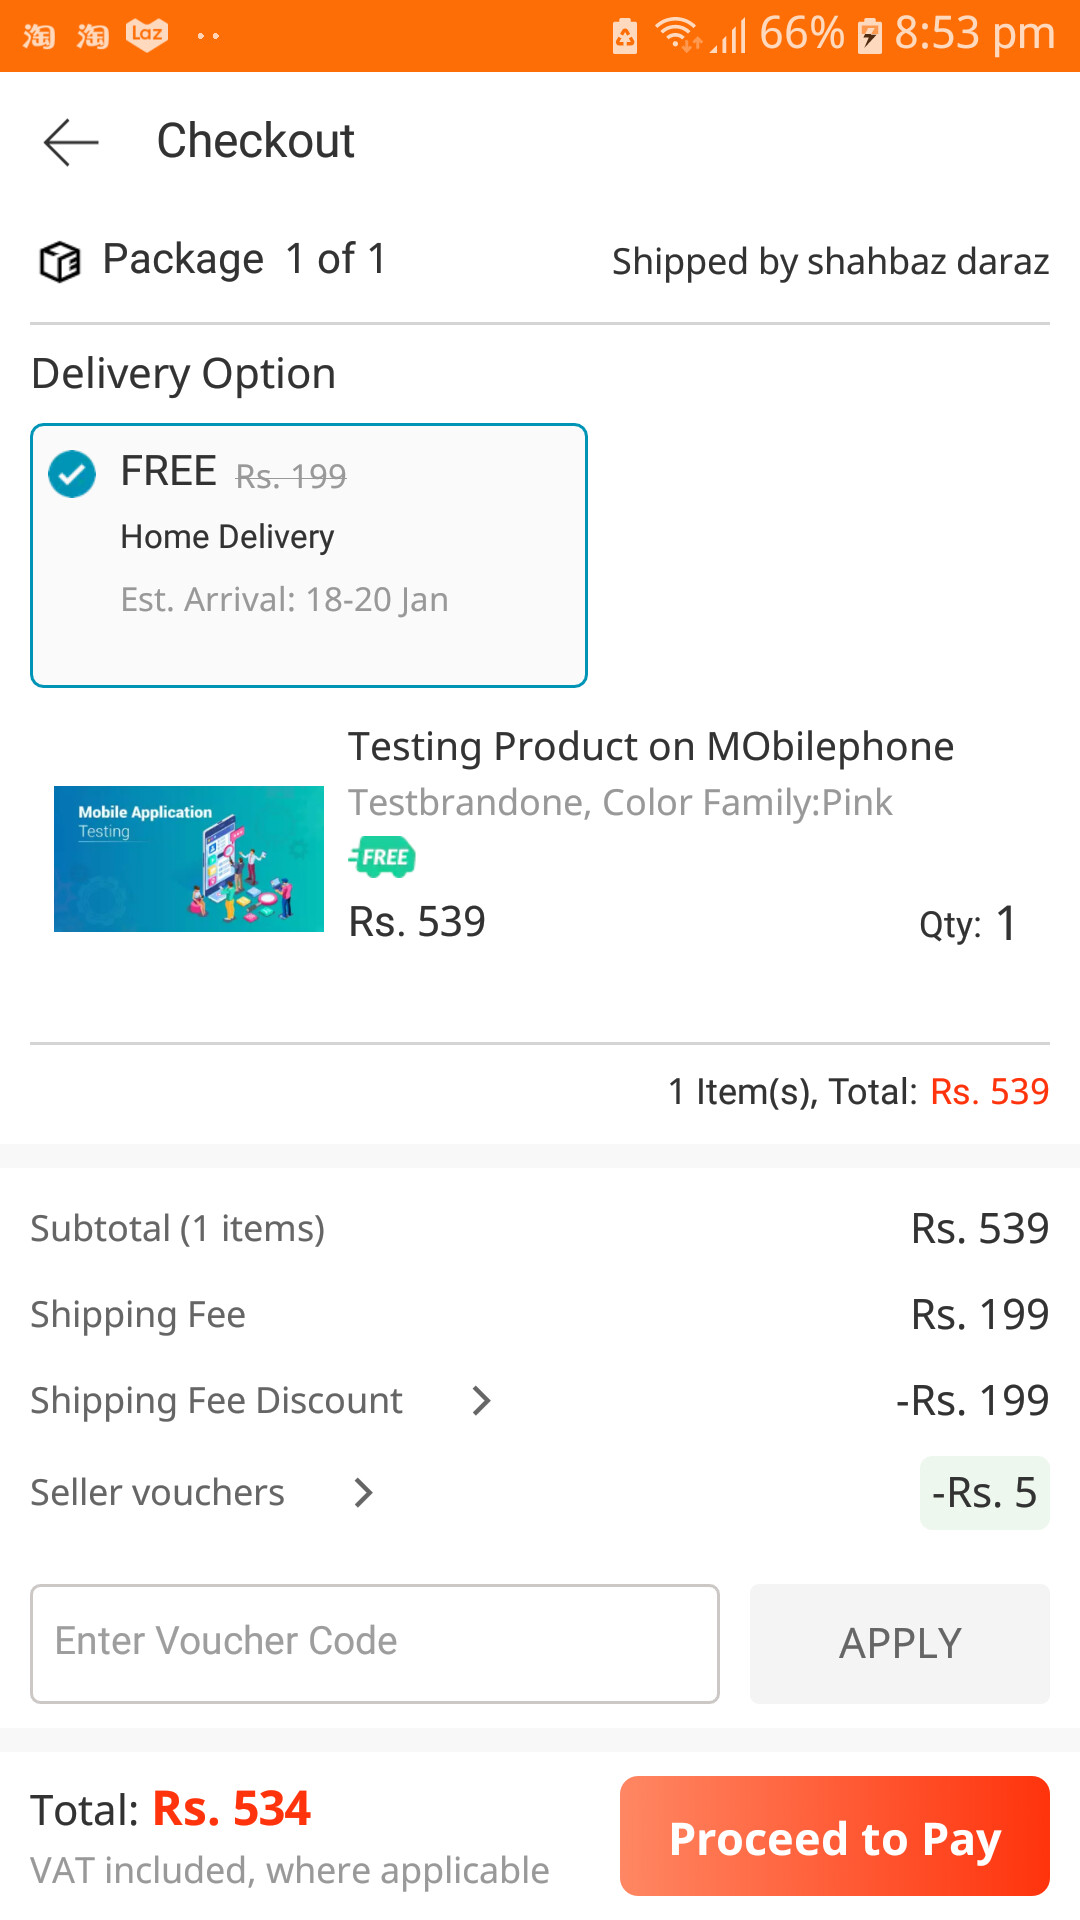 淘 淘 Laz 66% 8:53 pm
Checkout
Package 1 of 1 Shipped by shahbaz daraz
Delivery Option
FREE Rs. 199
Home Delivery
Est. Arrival: 18-20 Jan
Testing Product on MObilephone
Mobile Application
Testing
Testbrandone, Color Family:Pink
FREE
Rs. 539 Qty: 1
1 Item(s), Total: Rs. 539
Subtotal (1 items) Rs. 539
Shipping Fee Rs. 199
Shipping Fee Discount -Rs. 199
Seller vouchers -Rs. 5
Enter Voucher Code APPLY
Total: Rs. 534
VAT included, where applicable
Proceed to Pay